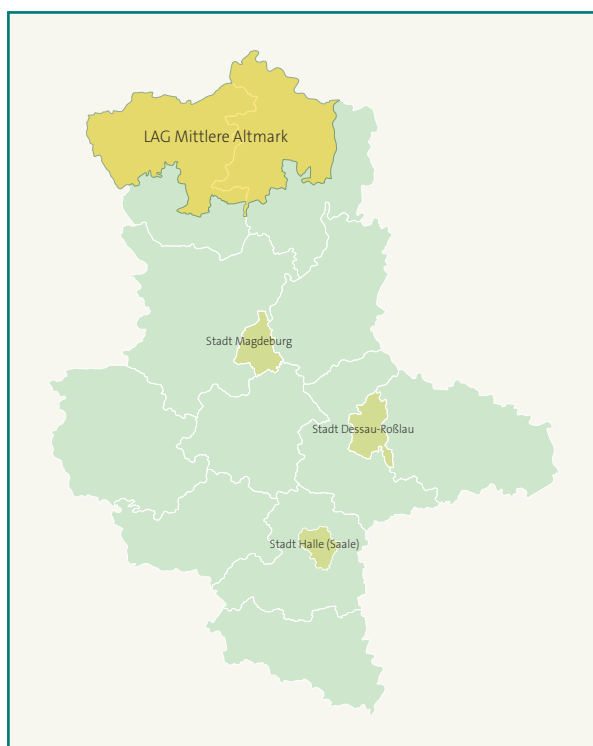 LAG Mittlere Altmark
Stadt Magdeburg
Stadt Dessau-Roßlau
Stadt Halle (Saale)